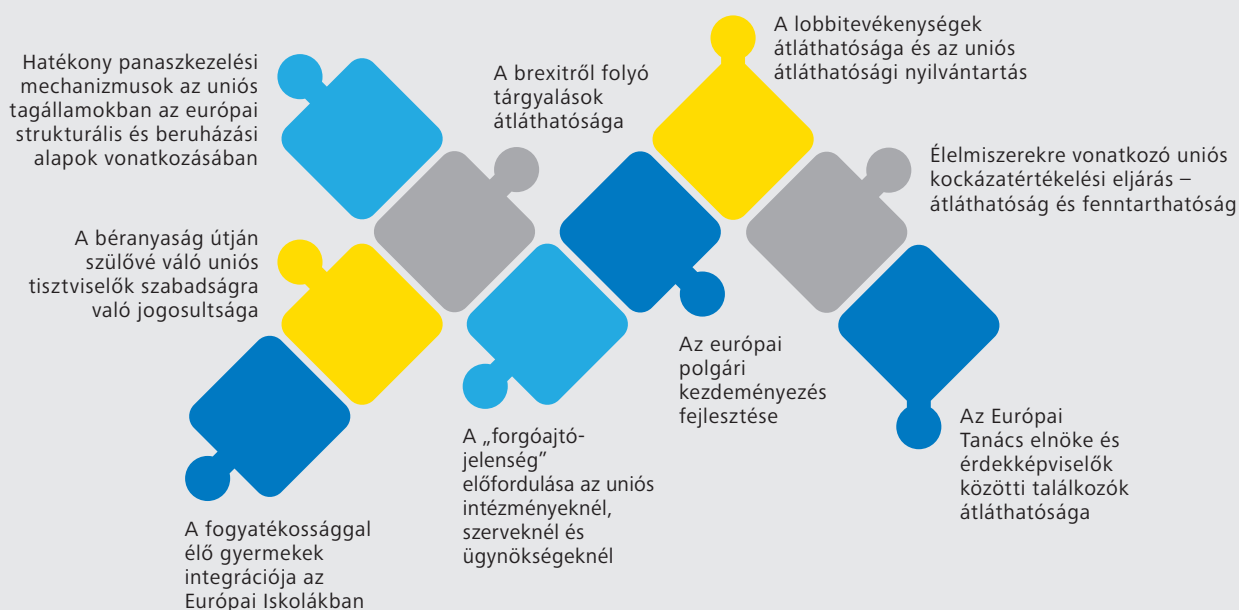 Hatékony panaszkezelési
mechanizmusok az uniós
tagállamokban az európai
strukturális és beruházási
alapok vonatkozásában
A brexitről folyó
tárgyalások
átláthatósága
A lobbitevékenységek
átláthatósága és az uniós
átláthatósági nyilvántartás
Élelmiszerekre vonatkozó uniós
kockázatértékelési eljárás –
átláthatóság és fenntarthatóság
A béranyaság útján
szülővé váló uniós
tisztviselők szabadságra
való jogosultsága
Az európai
polgári
kezdeményezés
fejlesztése
Az Európai
Tanács elnöke és
érdekképviselők
közötti találkozók
átláthatósága
A „forgóajtó-
jelenség”
előfordulása az uniós
intézményeknél,
szerveknél és
ügynökségeknél
A fogyatékossággal
élő gyermekek
integrációja az
Európai Iskolákban